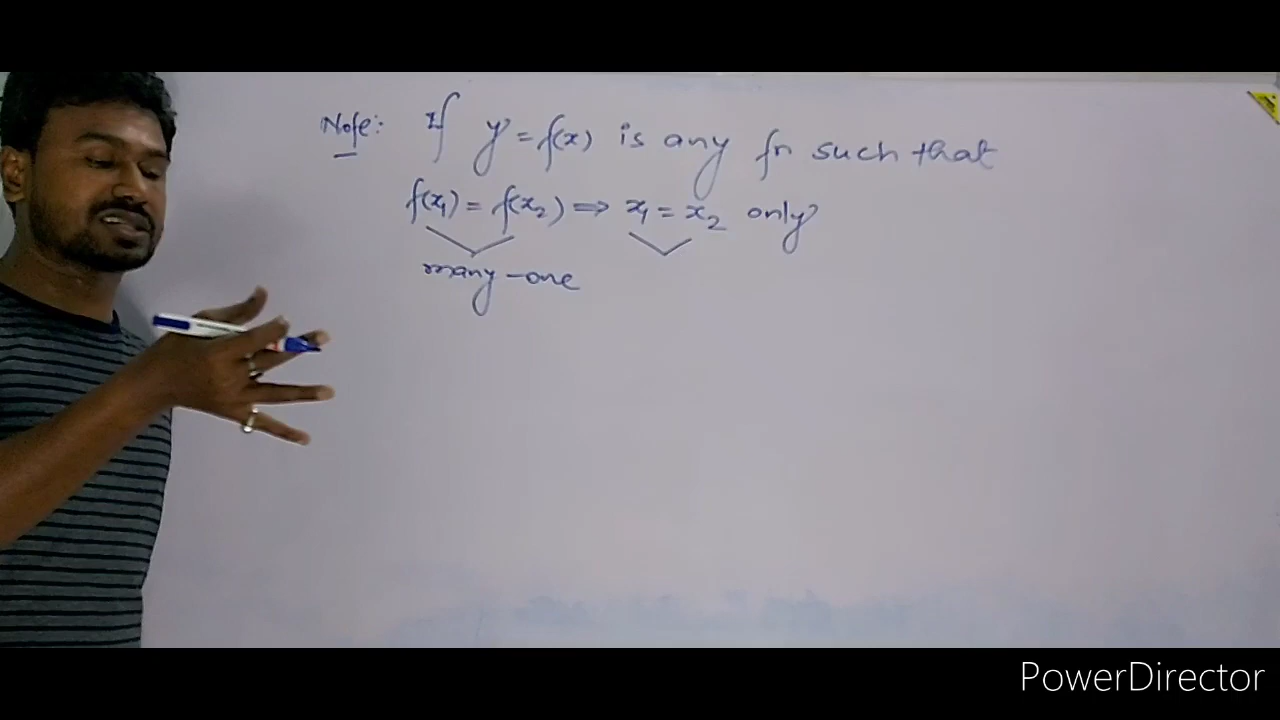 Note: If y = f(x) is any fn such that
f(x₁) = f(x₂) ⟹ x₁ = x₂ only
many-one
PowerDirector